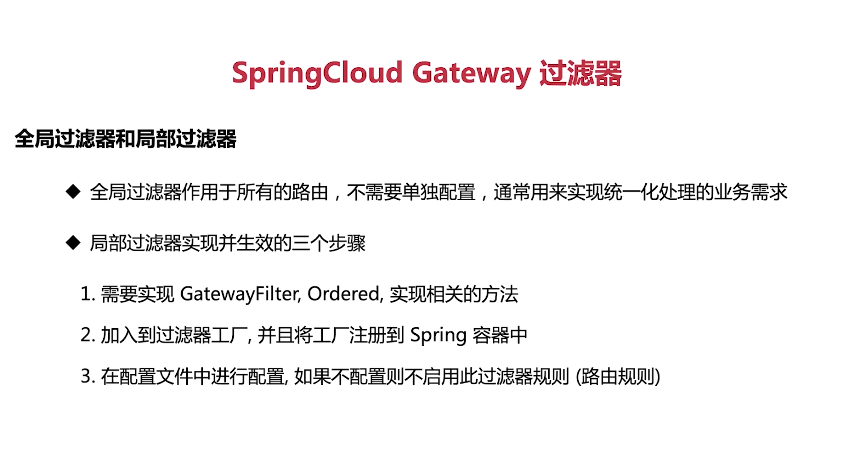 SpringCloud Gateway 过滤器
全局过滤器和局部过滤器
◆ 全局过滤器作用于所有的路由，不需要单独配置，通常用来实现统一化处理的业务需求
◆ 局部过滤器实现并生效的三个步骤
1. 需要实现 GatewayFilter, Ordered, 实现相关的方法
2. 加入到过滤器工厂, 并且将工厂注册到 Spring 容器中
3. 在配置文件中进行配置, 如果不配置则不启用此过滤器规则 (路由规则)